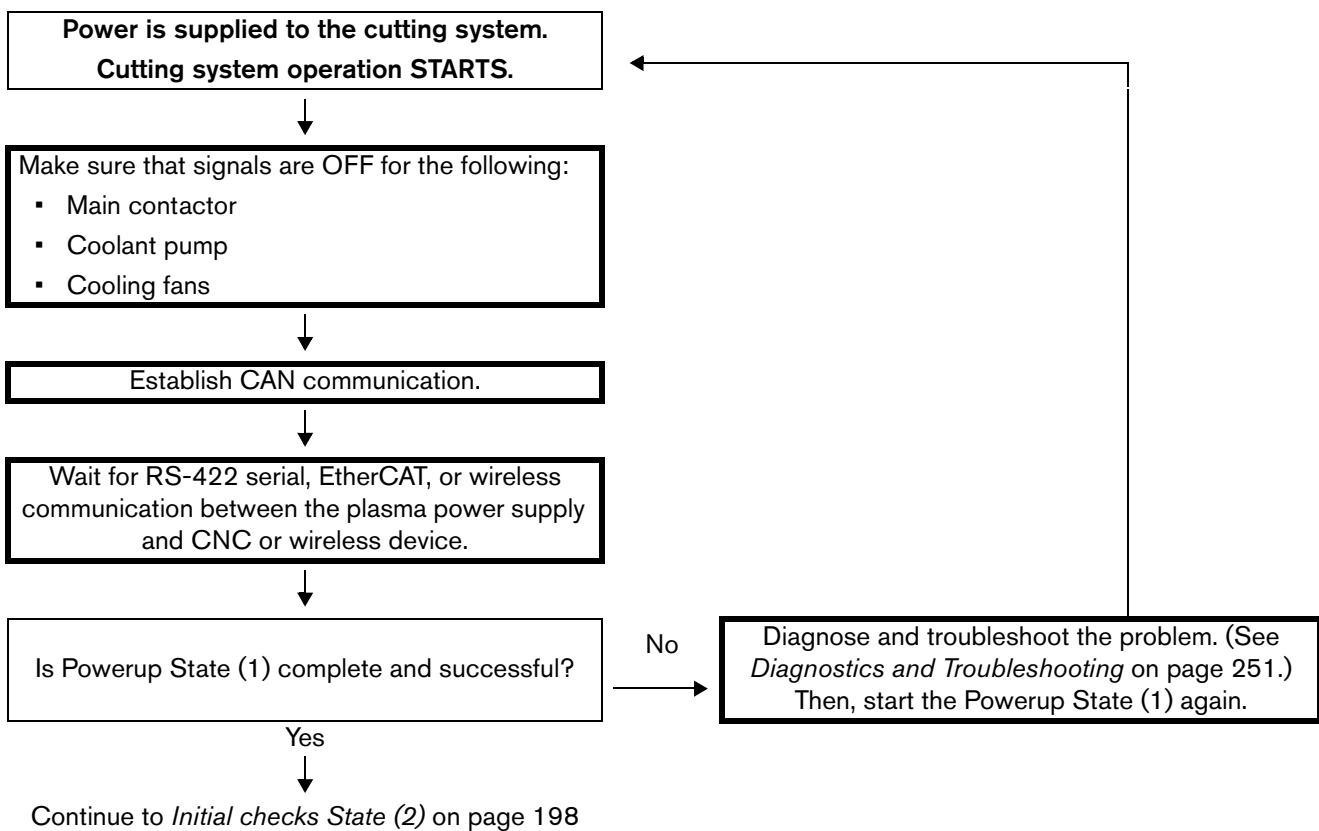 Power is supplied to the cutting system.
Cutting system operation STARTS.
Make sure that signals are OFF for the following:
▪ Main contactor
▪ Coolant pump
▪ Cooling fans
Establish CAN communication.
Wait for RS-422 serial, EtherCAT, or wireless
communication between the plasma power supply
and CNC or wireless device.
Is Powerup State (1) complete and successful?
No
Diagnose and troubleshoot the problem. (See
Diagnostics and Troubleshooting on page 251.)
Then, start the Powerup State (1) again.
Yes
Continue to Initial checks State (2) on page 198